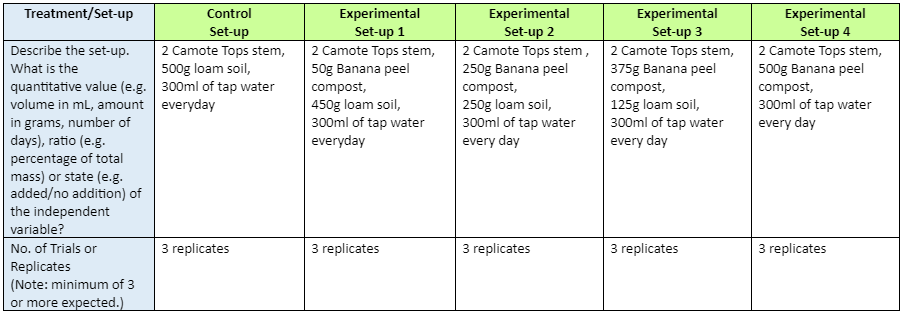 Treatment/Set-up
Control
Set-up
Experimental
Set-up 1
Experimental
Set-up 2
Experimental
Set-up 3
Experimental
Set-up 4
Describe the set-up.
What is the
quantitative value (e.g.
volume in mL, amount
in grams, number of
days), ratio (e.g.
percentage of total
mass) or state (e.g.
added/no addition) of
the independent
variable?
2 Camote Tops stem,
500g loam soil,
300ml of tap water
everyday
2 Camote Tops stem,
50g Banana peel
compost,
450g loam soil,
300ml of tap water
everyday
2 Camote Tops stem ,
250g Banana peel
compost,
250g loam soil,
300ml of tap water
every day
2 Camote Tops stem,
375g Banana peel
compost,
125g loam soil,
300ml of tap water
every day
2 Camote Tops stem,
500g Banana peel
compost,
300ml of tap water
every day
No. of Trials or
Replicates
(Note: minimum of 3
or more expected.)
3 replicates
3 replicates
3 replicates
3 replicates
3 replicates